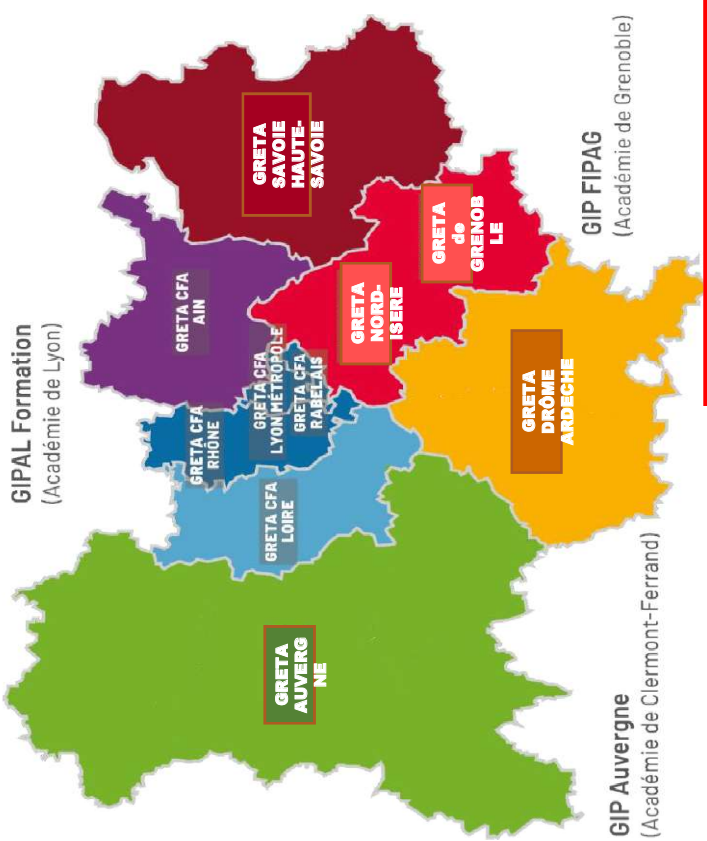 GIPAL Formation
(Académie de Lyon)
GRETA CFA
AIN
GRETA
SAVOIE
HAUTE-
SAVOIE
GRETA CFA
RHÔNE
GRETA CFA
LYON MÉTROPOLE
GRETA CFA
RABELAIS
GRETA CFA
LOIRE
GRETA
NORD-
ISERE
GRETA
de
GRENOB
LE
GRETA
AUVERG
NE
GRETA
DRÔME
ARDECHE
GIP FIPAG
(Académie de Grenoble)
GIP Auvergne
(Académie de Clermont-Ferrand)